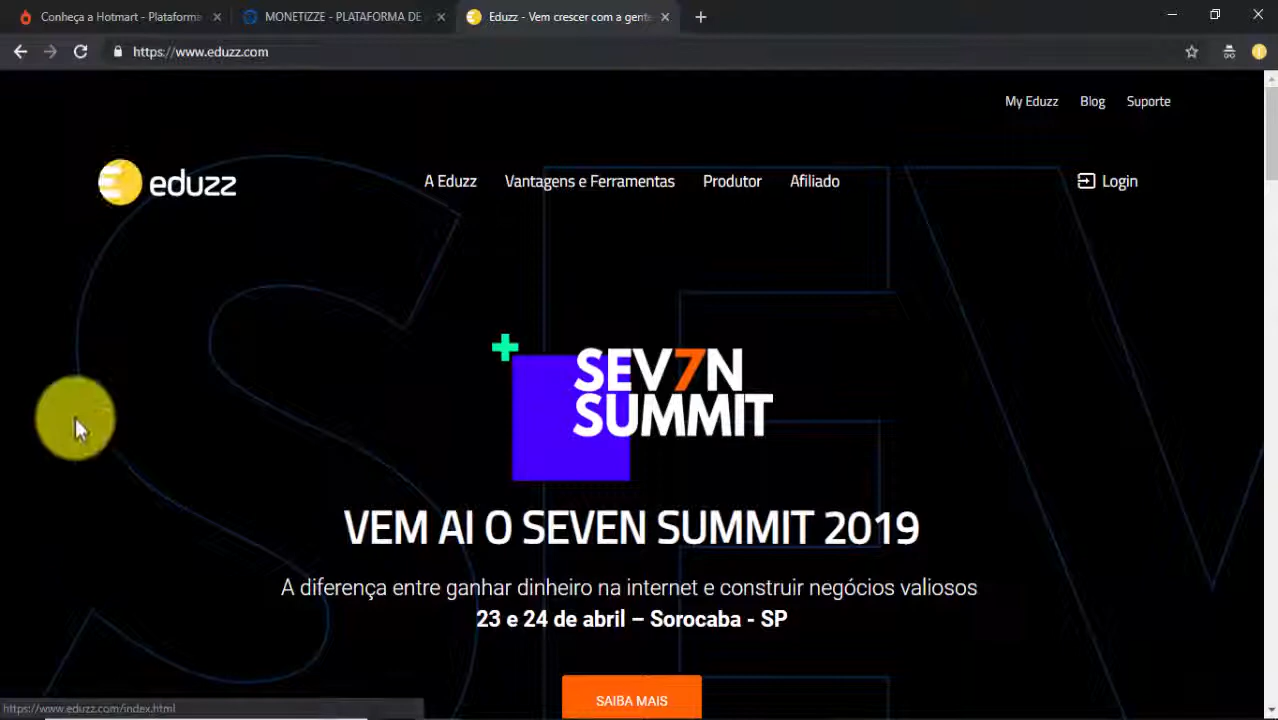 Conheça a Hotmart - Plataforma
MONETIZZE - PLATAFORMA DE
Eduzz - Vem crescer com a gente
https://www.eduzz.com
My Eduzz Blog Suporte
eduzz
A Eduzz Vantagens e Ferramentas Produtor Afiliado Login
SEV7N
SUMMIT
VEM AI O SEVEN SUMMIT 2019
A diferença entre ganhar dinheiro na internet e construir negócios valiosos
23 e 24 de abril – Sorocaba - SP
SAIBA MAIS
https://www.eduzz.com/index.html